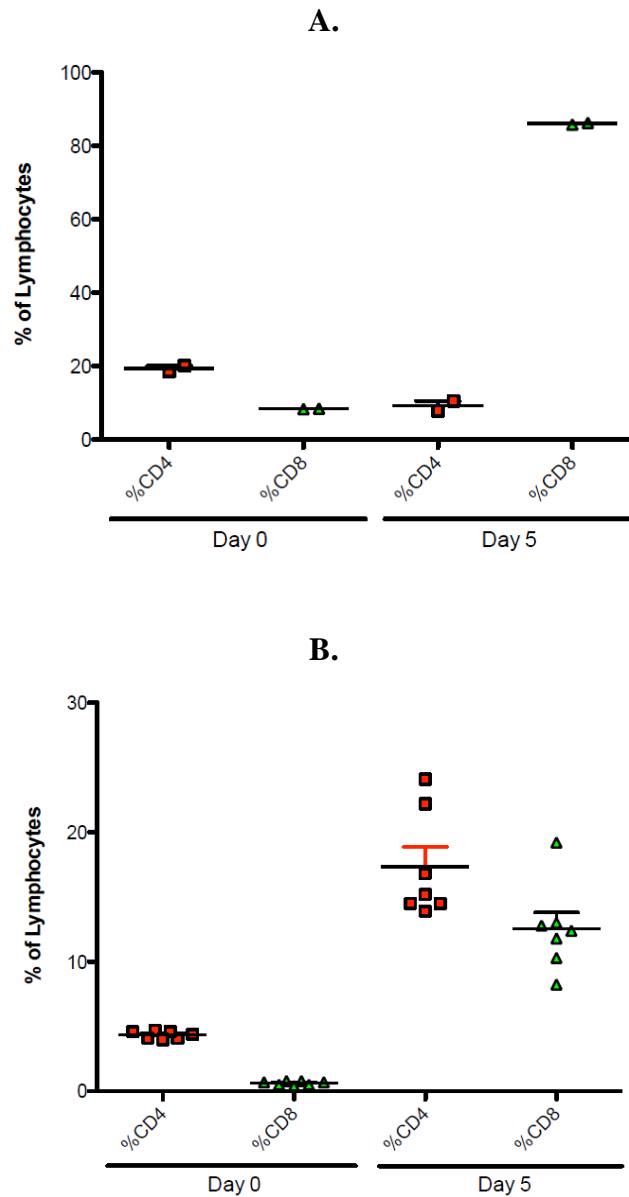 A.
% of Lymphocytes
100
80
60
40
20
0
%CD4
%CD8
%CD4
%CD8
Day 0
Day 5
B.
% of Lymphocytes
30
20
10
0
%CD4
%CD8
%CD4
%CD8
Day 0
Day 5